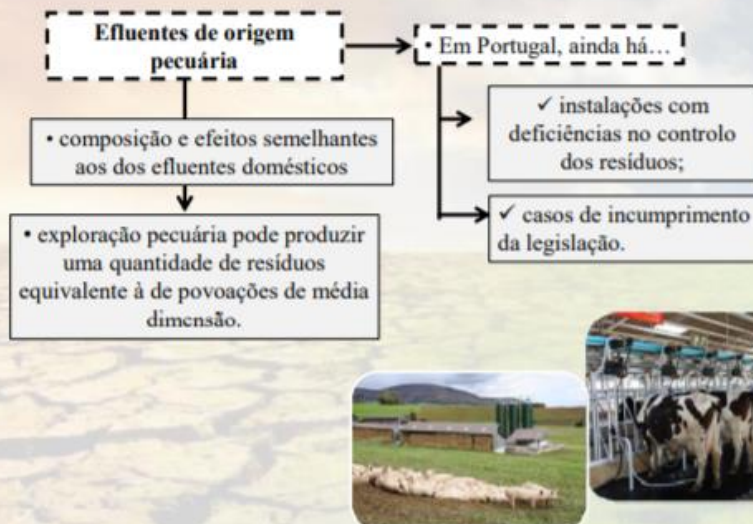 Efluentes de origem
pecuária
• Em Portugal, ainda há…
• composição e efeitos semelhantes
aos dos efluentes domésticos
✓ instalações com
deficiências no controlo
dos resíduos;
• exploração pecuária pode produzir
uma quantidade de resíduos
equivalente à de povoações de média
dimensão.
✓ casos de incumprimento
da legislação.